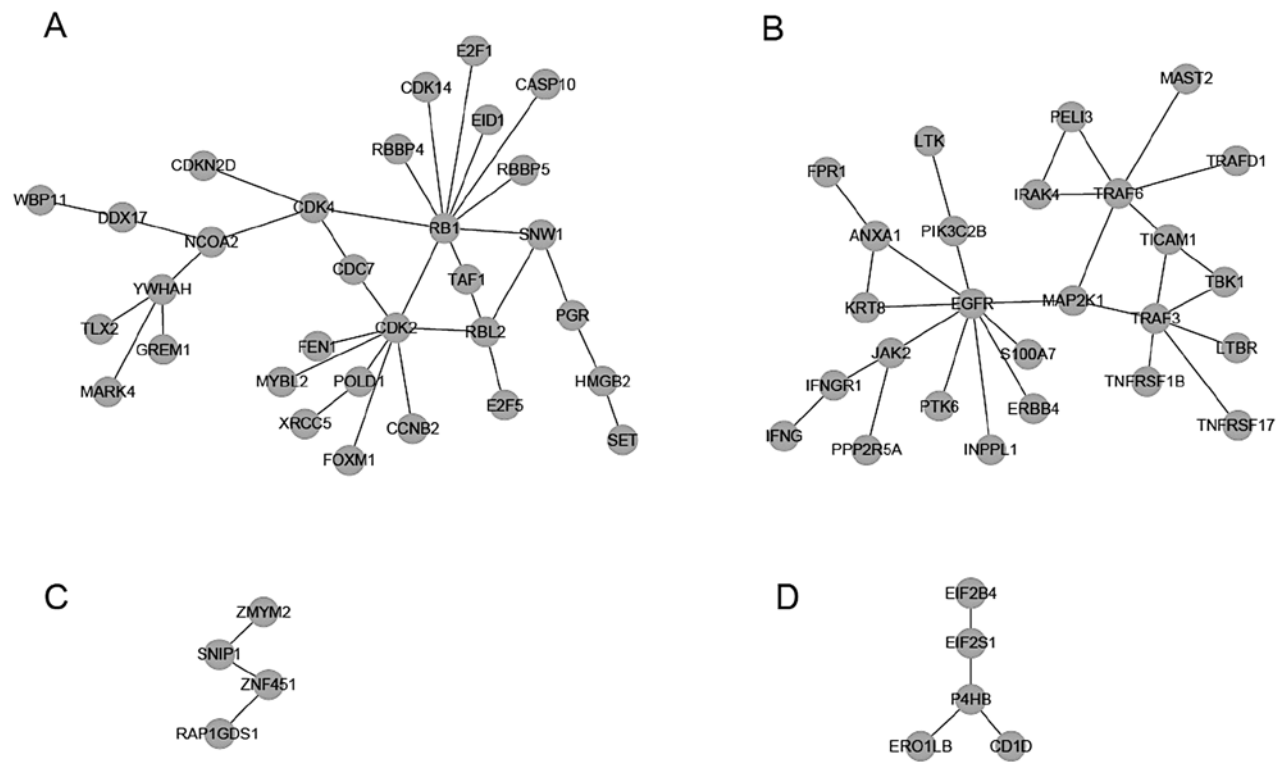 A
E2F1
CDK14
CASP10
EID1
RBBP4
RBBP5
CDKN2D
WBP11
DDX17
CDK4
RB1
SNW1
NCOA2
CDC7
TAF1
YWHAH
PGR
TLX2
CDK2
RBL2
GREM1
FEN1
MYBL2
POLD1
HMGB2
MARK4
E2F5
XRCC5
CCNB2
SET
FOXM1
B
MAST2
PELI3
LTK
TRAFD1
FPR1
IRAK4
TRAF6
ANXA1
PIK3C2B
TICAM1
TBK1
KRT8
EGFR
MAP2K1
TRAF3
JAK2
S100A7
LTBR
IFNGR1
TNFRSF1B
PTK6
ERBB4
IFNG
TNFRSF17
PPP2R5A
INPPL1
C
ZMYM2
SNIP1
ZNF451
RAP1GDS1
D
EIF2B4
EIF2S1
P4HB
ERO1LB
CD1D